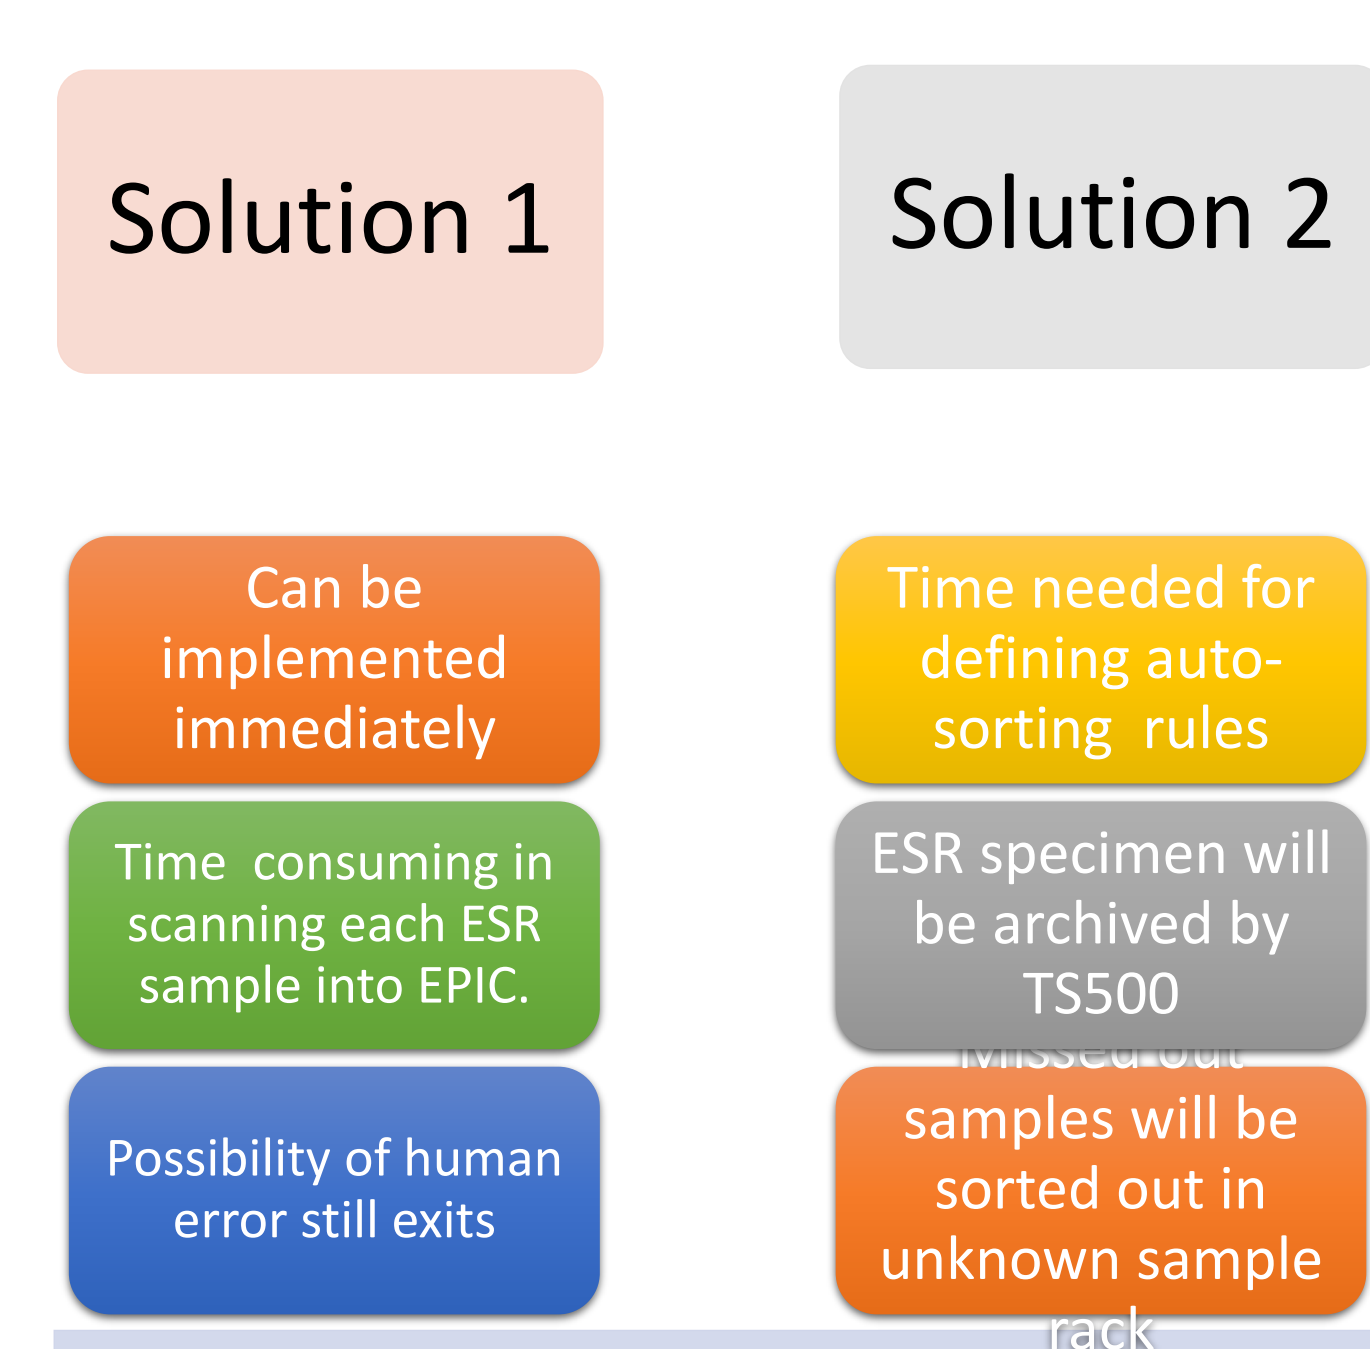 Solution 1
Solution 2
Can be
implemented
immediately
Time consuming in
scanning each ESR
sample into EPIC.
Possibility of human
error still exits
Time needed for
defining auto-
sorting rules
ESR specimen will
be archived by
TS500
Missed out
samples will be
sorted out in
unknown sample
rack